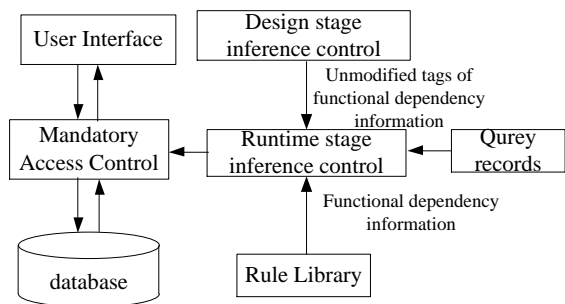 User Interface
Design stage
inference control
Unmodified tags of
functional dependency
information
Mandatory
Access Control
Runtime stage
inference control
Qurey
records
Functional dependency
information
database
Rule Library